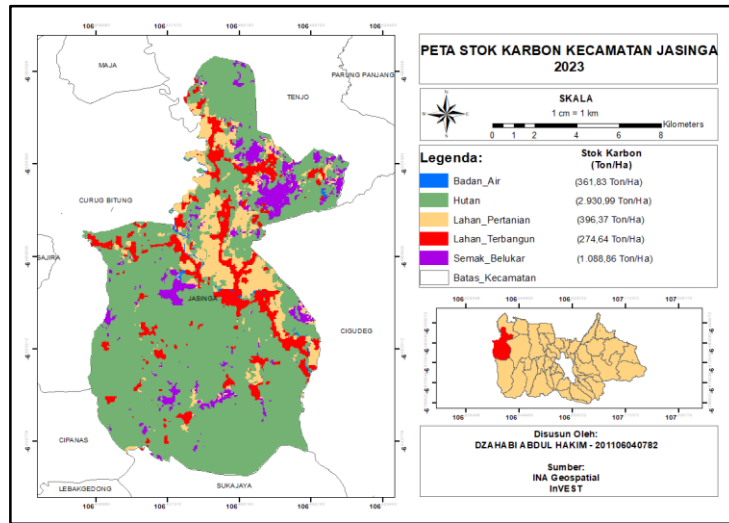 PETA STOK KARBON KECAMATAN JASINGA
2023
SKALA
1 cm = 1 km
Kilometers
0 1 2 4 6 8
Legenda:
Stok Karbon
(Ton/Ha)
Badan_Air (361,83 Ton/Ha)
Hutan (2.930,99 Ton/Ha)
Lahan_Pertanian (396,37 Ton/Ha)
Lahan_Terbangun (274,64 Ton/Ha)
Semak_Belukar (1.088,86 Ton/Ha)
Batas_Kecamatan
MAJA
PARUNG PANJANG
TENJO
CURUG BITUNG
SAJIRA
JASINGA
CIGUDEG
CIPANAS
LEBAKGEDONG
SUKAJAYA
106 106 106 107 107
106 106 106 107 107
Disusun Oleh:
DZAHABI ABDUL HAKIM - 201106040782
Sumber:
INA Geospatial
InVEST